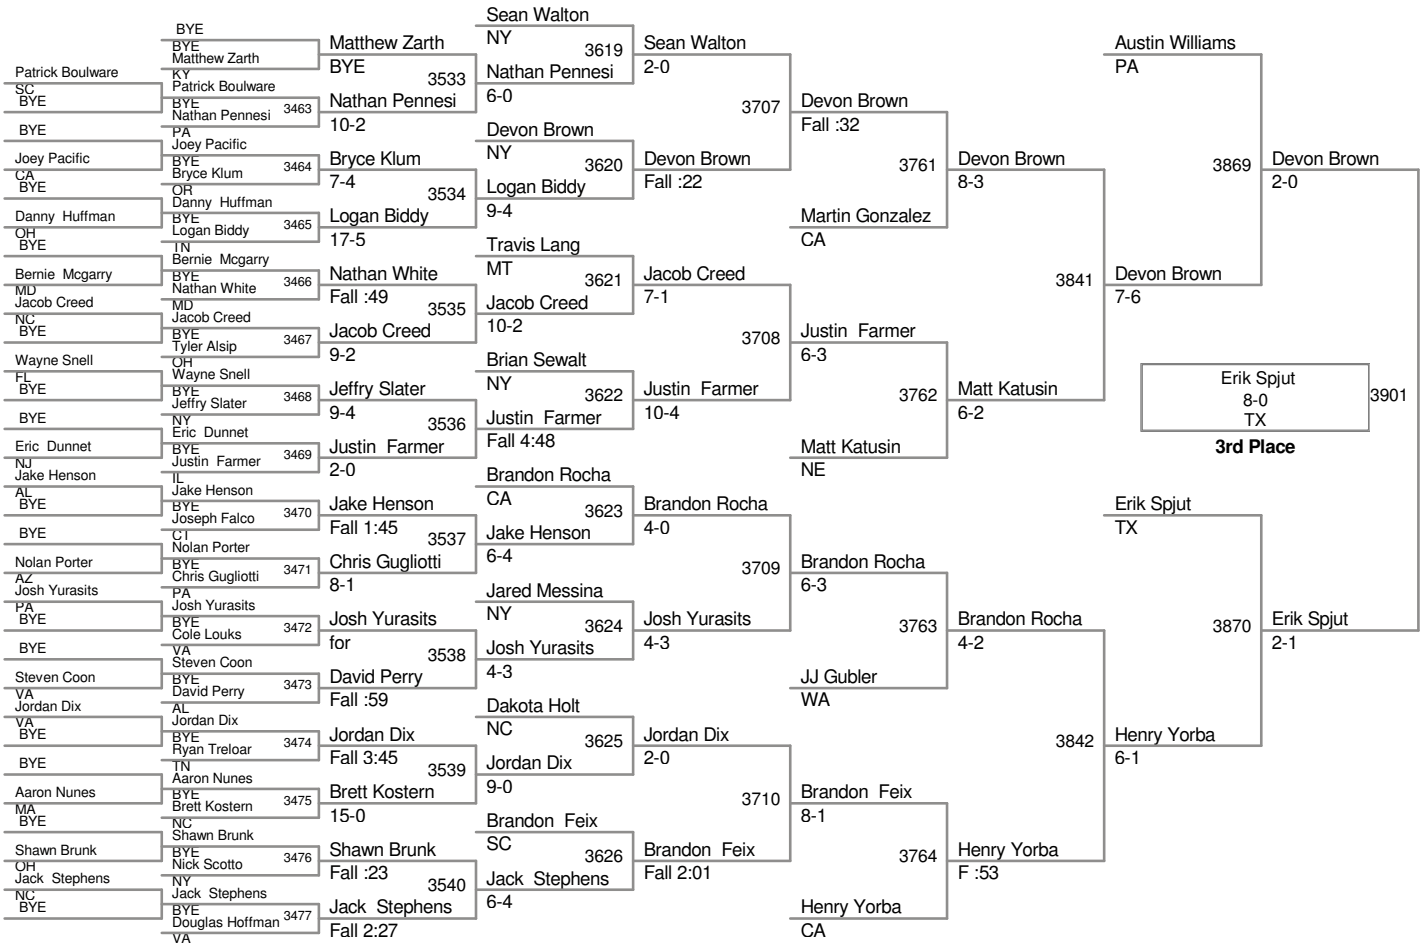 BYE
BYE
Matthew Zarth
Patrick Boulware
KY
SC
Patrick Boulware
BYE
BYE
3463
Nathan Pennesi
BYE
PA
Joey Pacific
Joey Pacific
BYE
3464
CA
Bryce Klum
BYE
OR
Danny Huffman
Danny Huffman
BYE
3465
OH
Logan Biddy
BYE
TN
Bernie Mcgarry
Bernie Mcgarry
BYE
3466
MD
Nathan White
Jacob Creed
MD
NC
Jacob Creed
BYE
BYE
3467
Tyler Alsip
Wayne Snell
OH
FL
Wayne Snell
BYE
BYE
3468
Jeffry Slater
BYE
NY
Eric Dunnet
Eric Dunnet
BYE
3469
NJ
Justin Farmer
Jake Henson
IL
AL
Jake Henson
BYE
BYE
3470
Joseph Falco
BYE
CT
Nolan Porter
Nolan Porter
BYE
3471
AZ
Chris Gugliotti
Josh Yurasits
PA
PA
Josh Yurasits
BYE
BYE
3472
Cole Louks
BYE
VA
Steven Coon
Steven Coon
BYE
3473
VA
David Perry
Jordan Dix
AL
VA
Jordan Dix
BYE
BYE
3474
Ryan Treloar
BYE
TN
Aaron Nunes
Aaron Nunes
BYE
3475
MA
Brett Kostern
BYE
NC
Shawn Brunk
Shawn Brunk
BYE
3476
OH
Nick Scotto
Jack Stephens
NY
NC
Jack Stephens
BYE
BYE
3477
Douglas Hoffman
VA
Matthew Zarth
BYE
3533
Nathan Pennesi
10-2
Bryce Klum
7-4
3534
Logan Biddy
17-5
Nathan White
Fall :49
3535
Jacob Creed
9-2
Jeffry Slater
9-4
3536
Justin Farmer
2-0
Jake Henson
Fall 1:45
3537
Chris Gugliotti
8-1
Josh Yurasits
for
3538
David Perry
Fall :59
Jordan Dix
Fall 3:45
3539
Brett Kostern
15-0
Shawn Brunk
Fall :23
3540
Jack Stephens
Fall 2:27
Sean Walton
NY
3619
Nathan Pennesi
6-0
Devon Brown
NY
3620
Logan Biddy
9-4
Travis Lang
MT
3621
Jacob Creed
10-2
Brian Sewalt
NY
3622
Justin Farmer
Fall 4:48
Brandon Rocha
CA
3623
Jake Henson
6-4
Jared Messina
NY
3624
Josh Yurasits
4-3
Dakota Holt
NC
3625
Jordan Dix
9-0
Brandon Feix
SC
3626
Jack Stephens
6-4
Sean Walton
2-0
3707
Devon Brown
Fall :22
Jacob Creed
7-1
3708
Justin Farmer
10-4
Brandon Rocha
4-0
3709
Josh Yurasits
4-3
Jordan Dix
2-0
3710
Brandon Feix
Fall 2:01
Devon Brown
Fall :32
3761
Martin Gonzalez
CA
Justin Farmer
6-3
3762
Matt Katusin
NE
Brandon Rocha
6-3
3763
JJ Gubler
WA
Brandon Feix
8-1
3764
Henry Yorba
CA
Devon Brown
8-3
3841
Matt Katusin
6-2
Brandon Rocha
4-2
3842
Henry Yorba
F :53
Austin Williams
PA
3869
Devon Brown
7-6
Erik Spjut
TX
3870
Henry Yorba
6-1
Devon Brown
2-0
Erik Spjut
2-1
Erik Spjut
8-0
TX
3901
3rd Place